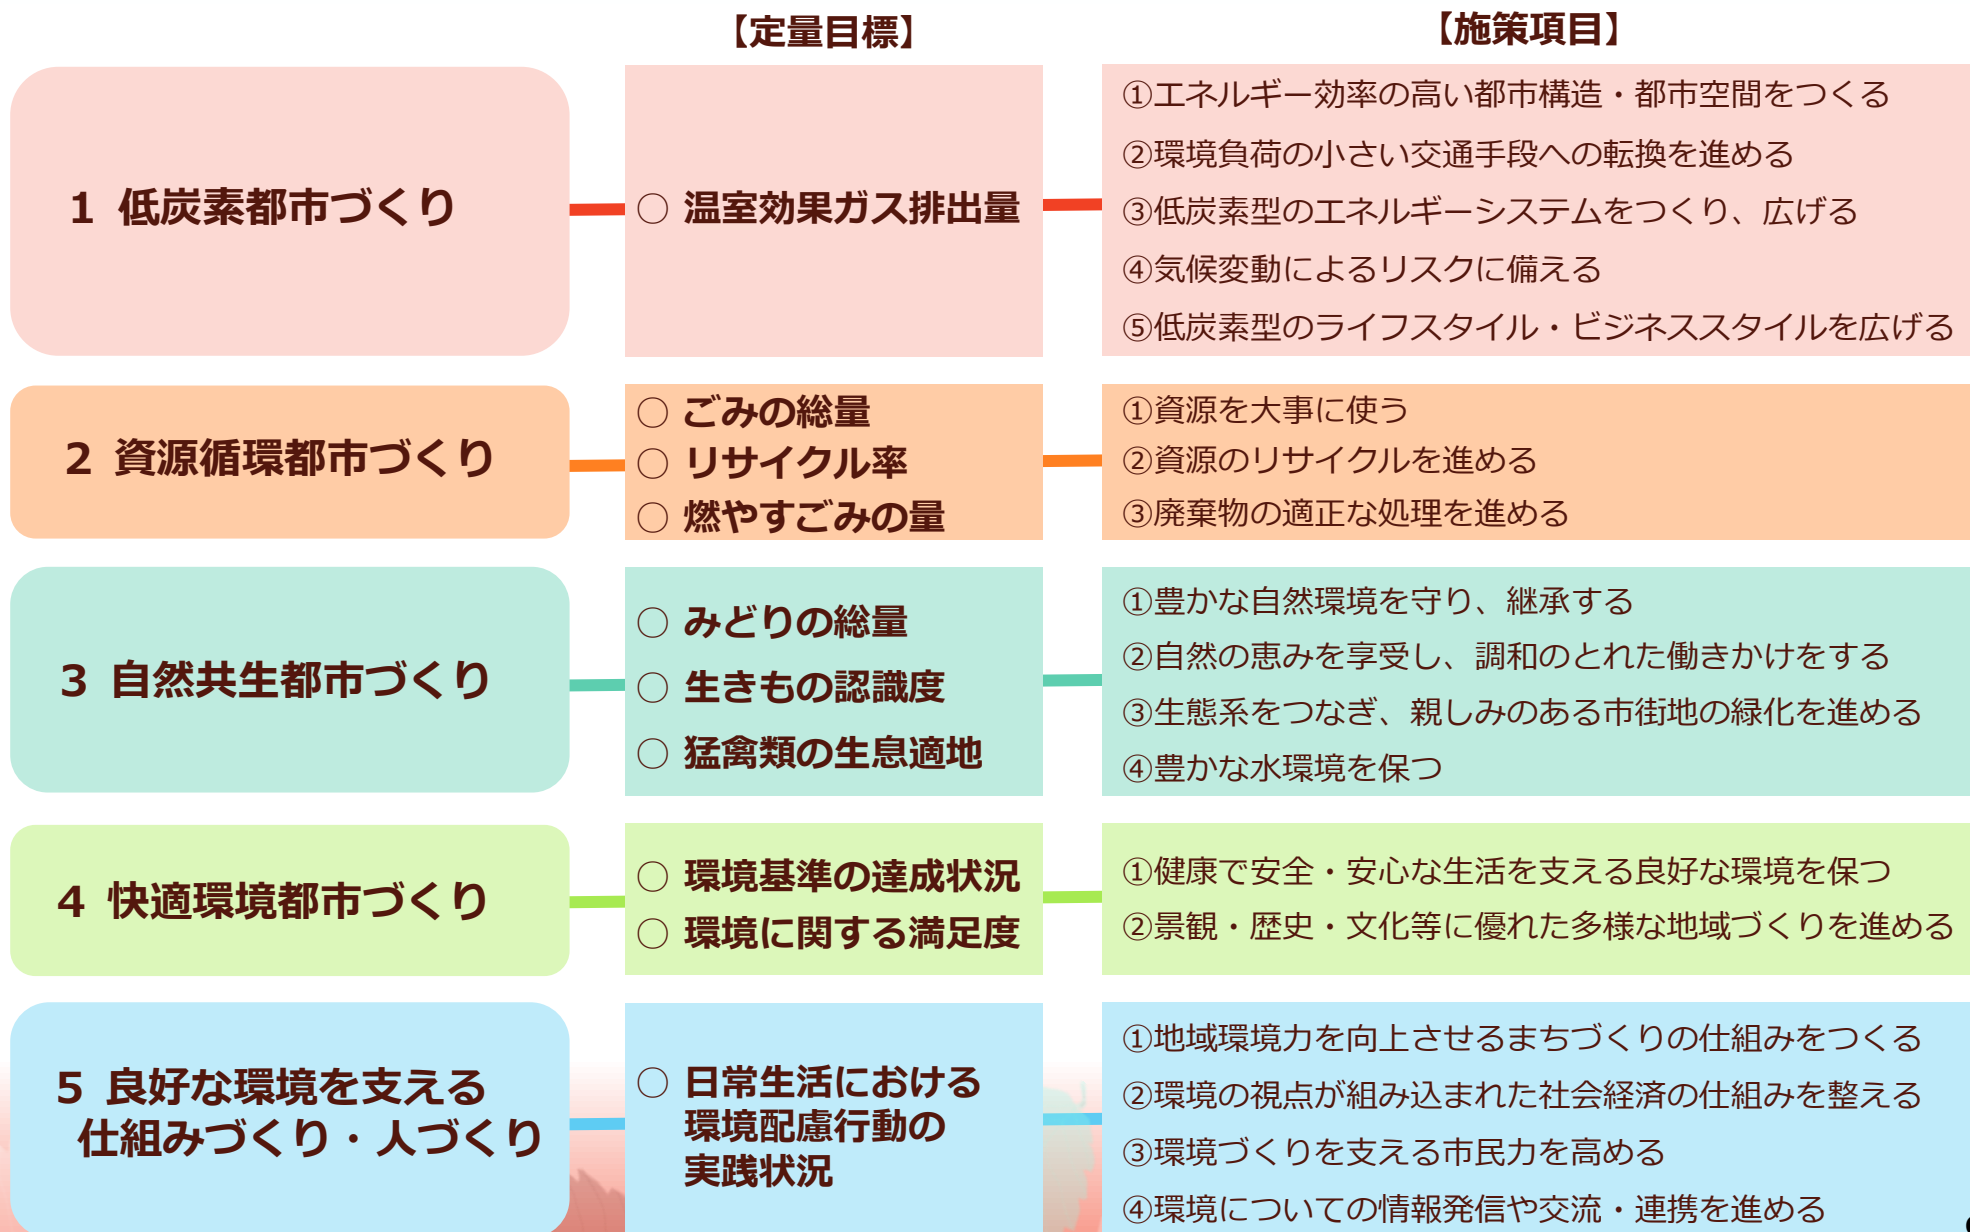 【定量目標】
【施策項目】
1 低炭素都市づくり
○ 温室効果ガス排出量
①エネルギー効率の高い都市構造・都市空間をつくる
②環境負荷の小さい交通手段への転換を進める
③低炭素型のエネルギーシステムをつくり、広げる
④気候変動によるリスクに備える
⑤低炭素型のライフスタイル・ビジネススタイルを広げる
2 資源循環都市づくり
○ ごみの総量
○ リサイクル率
○ 燃やすごみの量
①資源を大事に使う
②資源のリサイクルを進める
③廃棄物の適正な処理を進める
3 自然共生都市づくり
○ みどりの総量
○ 生きもの認識度
○ 猛禽類の生息適地
①豊かな自然環境を守り、継承する
②自然の恵みを享受し、調和のとれた働きかけをする
③生態系をつなぎ、親しみのある市街地の緑化を進める
④豊かな水環境を保つ
4 快適環境都市づくり
○ 環境基準の達成状況
○ 環境に関する満足度
①健康で安全・安心な生活を支える良好な環境を保つ
②景観・歴史・文化等に優れた多様な地域づくりを進める
5 良好な環境を支える
仕組みづくり・人づくり
○ 日常生活における
環境配慮行動の
実践状況
①地域環境力を向上させるまちづくりの仕組みをつくる
②環境の視点が組み込まれた社会経済の仕組みを整える
③環境づくりを支える市民力を高める
④環境についての情報発信や交流・連携を進める